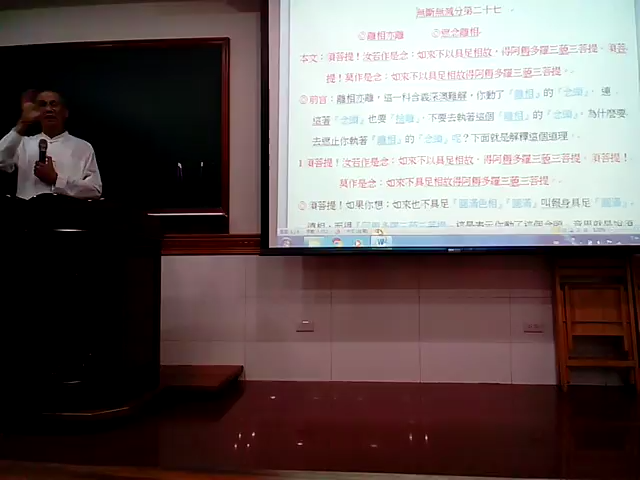 無斷無滅分第二十七
◎離相亦離 ◎遮念離相
本文:須菩提!汝若作是念:如來不以具足相故,得阿耨多羅三藐三菩提。須菩
提!莫作是念:如來不以具足相故得阿耨多羅三藐三菩提。
◎前言:離相亦離,這一科含義深澳難解,你動了『離相』的『念頭』,連
這著『念頭』也要『捨離』,下要去執著這個『離相』的『念頭』,為什麼要
去遮止你執著『離相』的『念頭』呢?下面就是解釋這個道理。
1須菩提!汝若作是念:如來不以具足相故,得阿耨多羅三藐三菩提。須菩提!
莫作是念:如來不以具足相故得阿耨多羅三藐三菩提。
◎須菩提!如果你想:如來也不具足『圓滿色相』『圓滿』叫報身具足『圓滿』